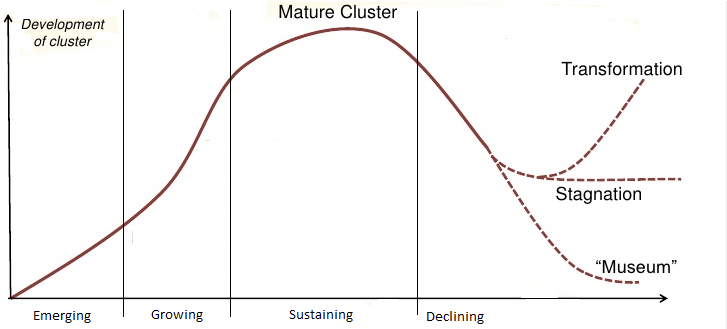 Development
of cluster
Mature Cluster
Transformation
Stagnation
“Museum”
Emerging
Growing
Sustaining
Declining